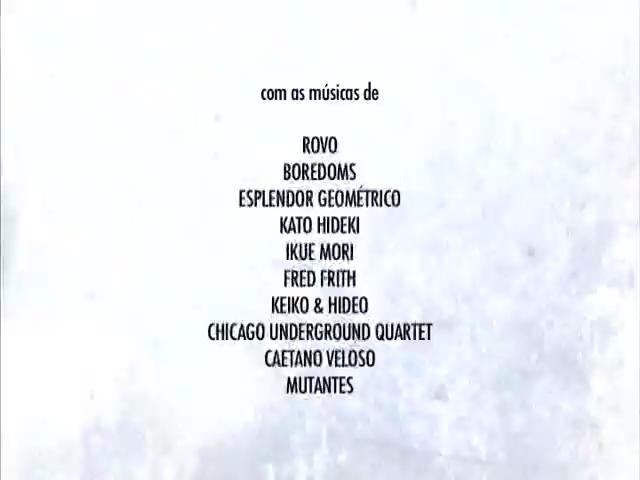 com as músicas de
ROVO
BOREDOMS
ESPLENDOR GEOMÉTRICO
KATO HIDEKI
IKUE MORI
FRED FRITH
KEIKO & HIDEO
CHICAGO UNDERGROUND QUARTET
CAETANO VELOSO
MUTANTES